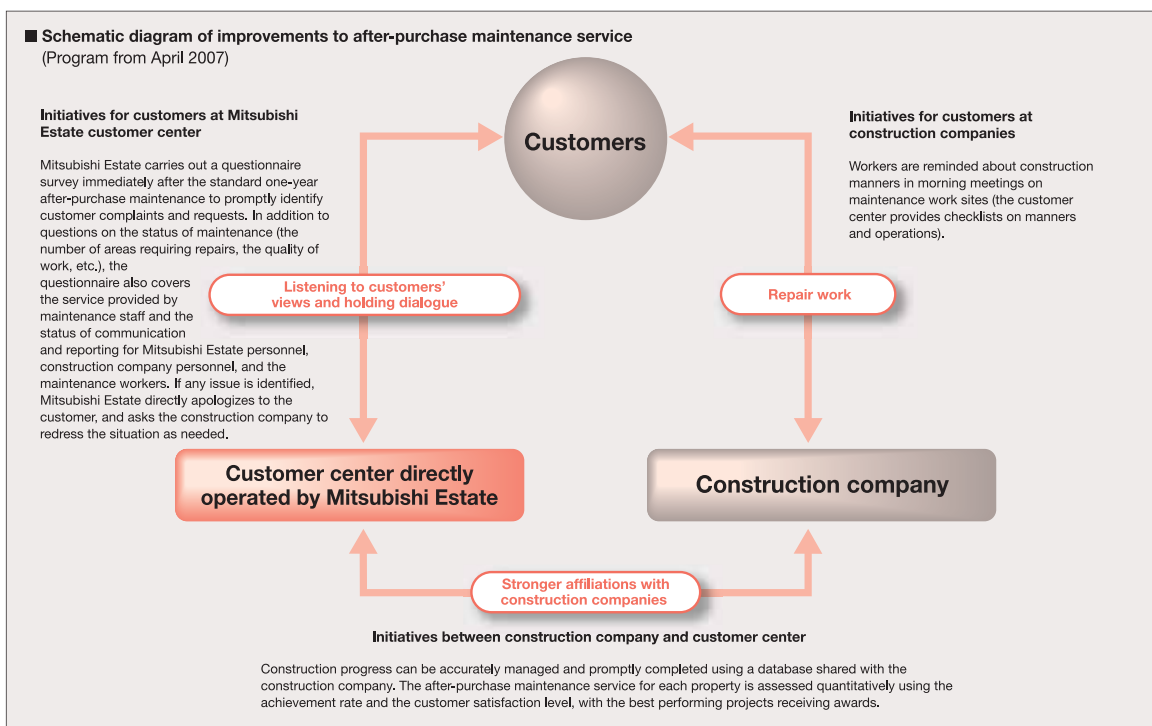 ■ Schematic diagram of improvements to after-purchase maintenance service
(Program from April 2007)
Customers
Initiatives for customers at Mitsubishi
Estate customer center
Mitsubishi Estate carries out a questionnaire
survey immediately after the standard one-year
after-purchase maintenance to promptly identify
customer complaints and requests. In addition to
questions on the status of maintenance (the
number of areas requiring repairs, the quality of
work, etc.), the
questionnaire also covers
the service provided by
maintenance staff and the
status of communication
and reporting for Mitsubishi Estate personnel,
construction company personnel, and the
maintenance workers. If any issue is identified,
Mitsubishi Estate directly apologizes to the
customer, and asks the construction company to
redress the situation as needed.
Initiatives for customers at
construction companies
Workers are reminded about construction
manners in morning meetings on
maintenance work sites (the customer
center provides checklists on manners
and operations).
Listening to customers'
views and holding dialogue
Repair work
Customer center directly
operated by Mitsubishi Estate
Construction company
Stronger affiliations with
construction companies
Initiatives between construction company and customer center
Construction progress can be accurately managed and promptly completed using a database shared with the
construction company. The after-purchase maintenance service for each property is assessed quantitatively using the
achievement rate and the customer satisfaction level, with the best performing projects receiving awards.